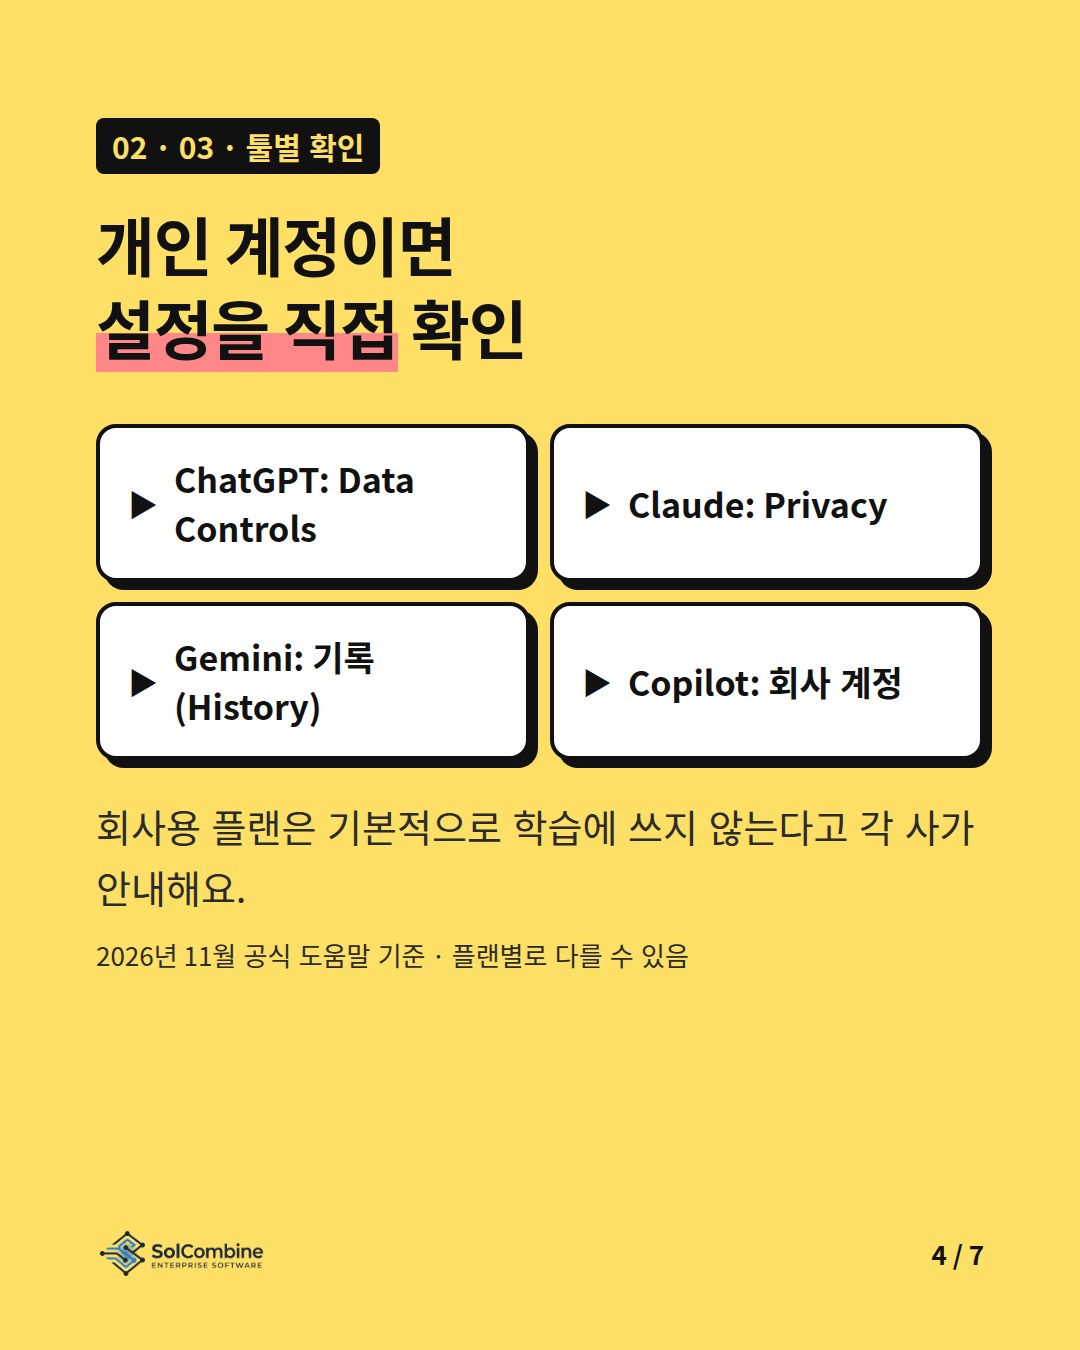 02 · 03 · 툴별 확인
개인 계정이면
설정을 직접 확인
▶ ChatGPT: Data
Controls
▶ Claude: Privacy
▶ Gemini: 기록
(History)
▶ Copilot: 회사 계정
회사용 플랜은 기본적으로 학습에 쓰지 않는다고 각 사가
안내해요.
2026년 11월 공식 도움말 기준 · 플랜별로 다를 수 있음
SolCombine
ENTERPRISE SOFTWARE
4 / 7